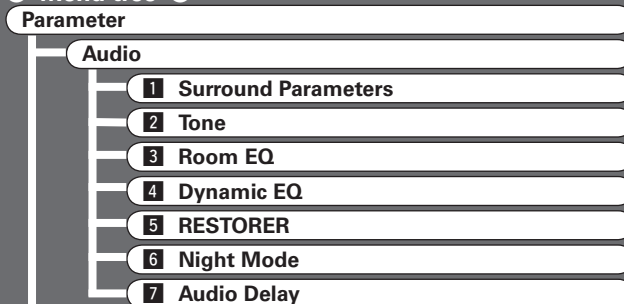 Parameter
Audio
1 Surround Parameters
2 Tone
3 Room EQ
4 Dynamic EQ
5 RESTORER
6 Night Mode
7 Audio Delay